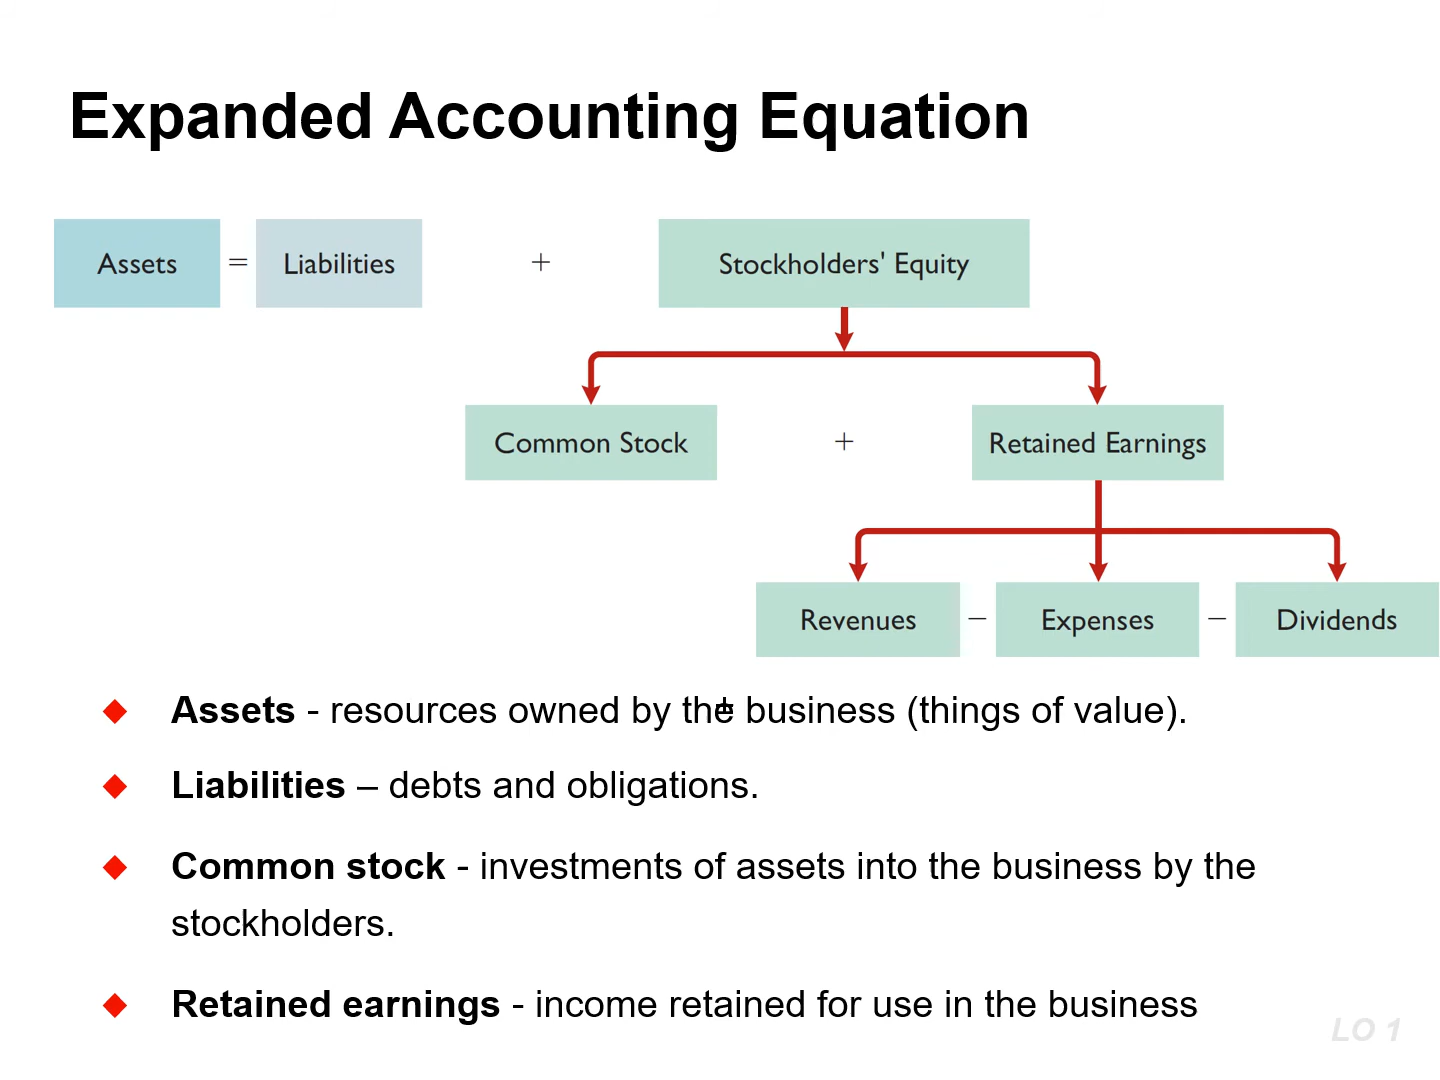 Expanded Accounting Equation
Assets = Liabilities + Stockholders' Equity
Common Stock + Retained Earnings
Revenues – Expenses – Dividends
◆ Assets - resources owned by the business (things of value).
◆ Liabilities – debts and obligations.
◆ Common stock - investments of assets into the business by the
stockholders.
◆ Retained earnings - income retained for use in the business
LO 1